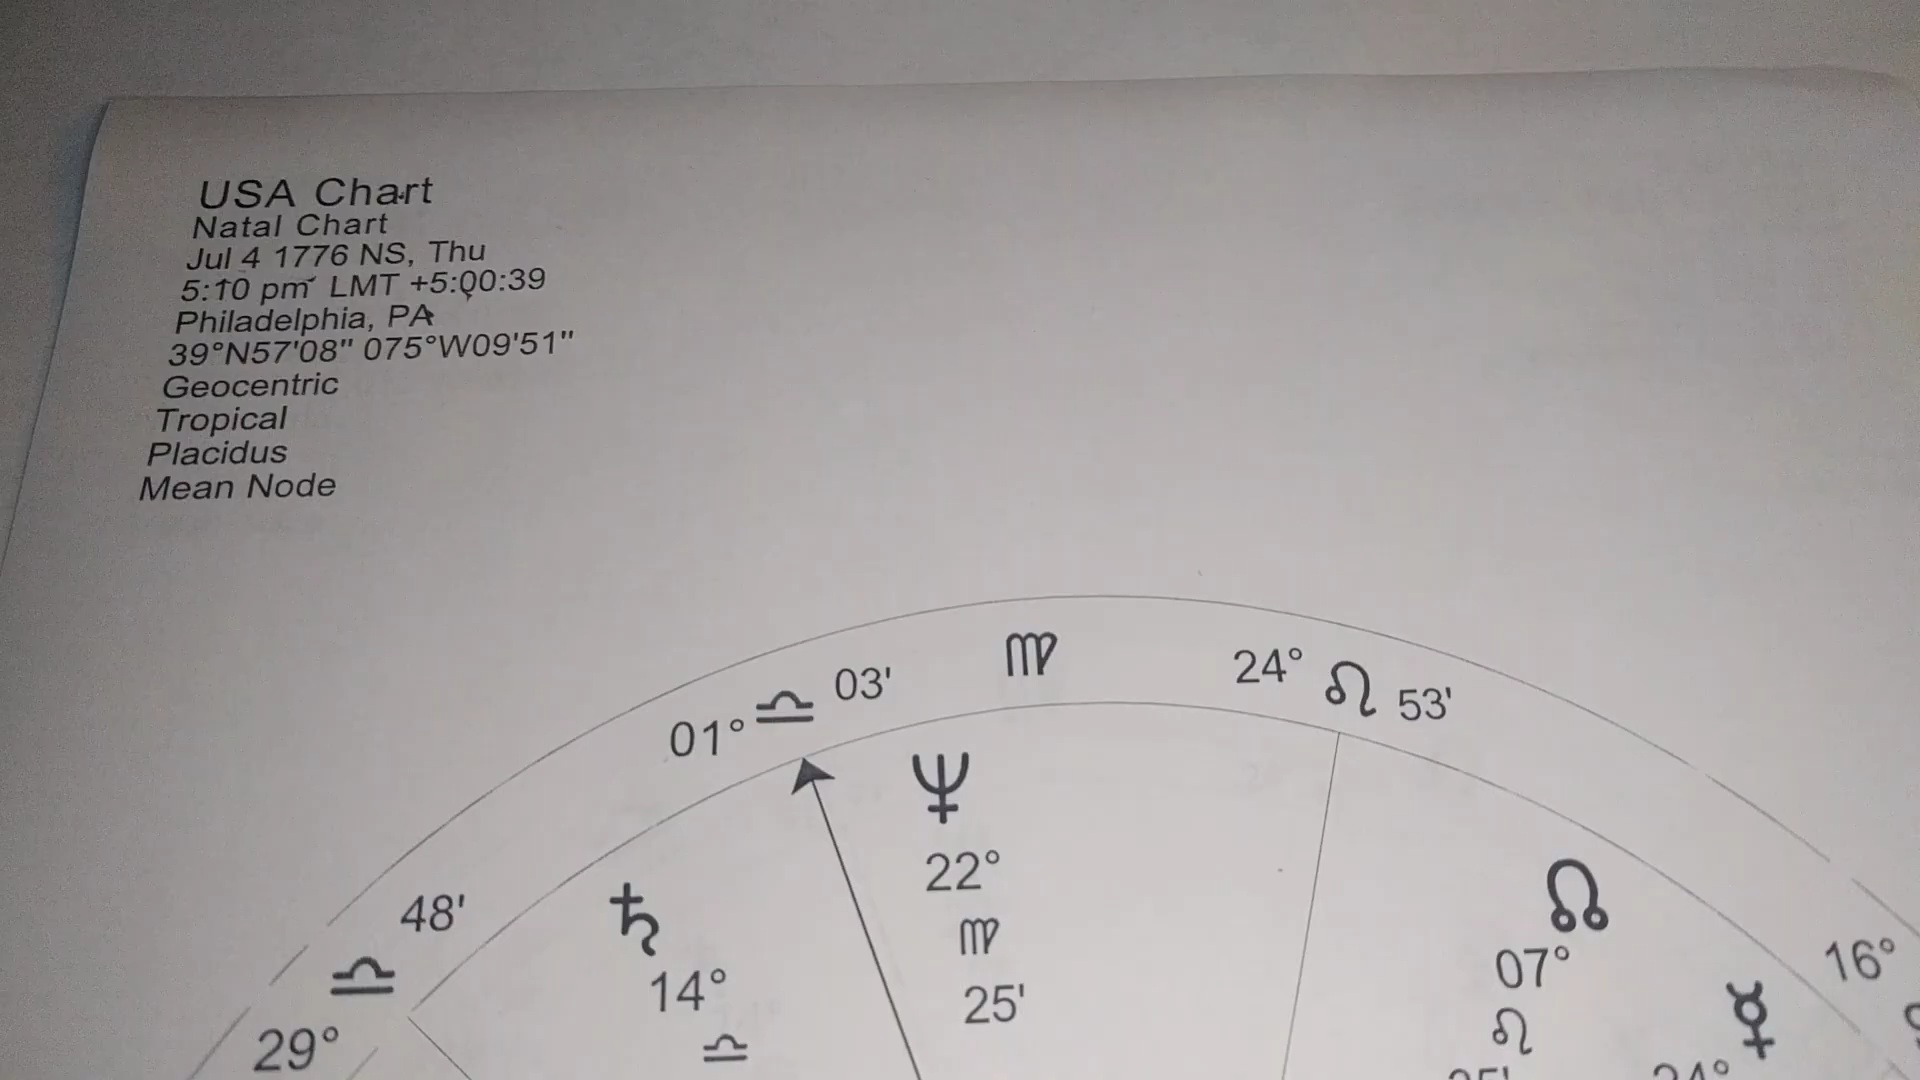 USA Chart
Natal Chart
Jul 4 1776 NS, Thu
5:10 pm LMT +5:00:39
Philadelphia, PA
39°N57'08" 075°W09'51"
Geocentric
Tropical
Placidus
Mean Node
01° ♎ 03' ♍ 24° ♌ 53'
♆
22°
♍
25'
48'
♎
29°
♄
14°
♎
☊
07°
♌
☿
16°